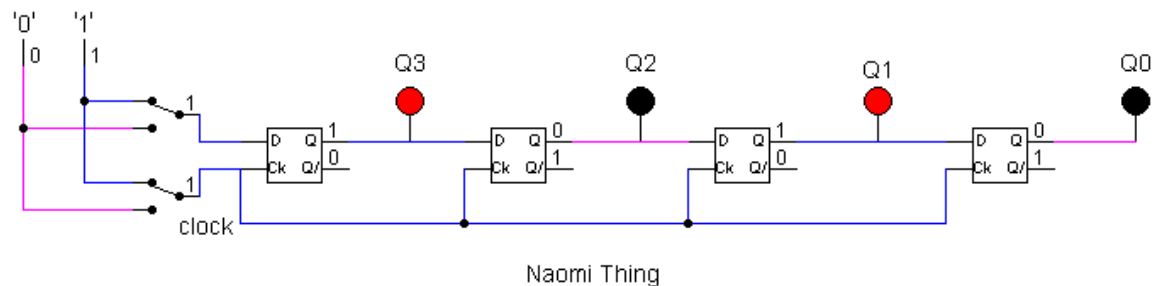 '0' '1'
0 1
Q3 Q2 Q1 Q0
1
D Q 1
Ck Q/ 0
D Q 0
Ck Q/ 1
D Q 1
Ck Q/ 0
D Q 0
Ck Q/ 1
1
clock
Naomi Thing